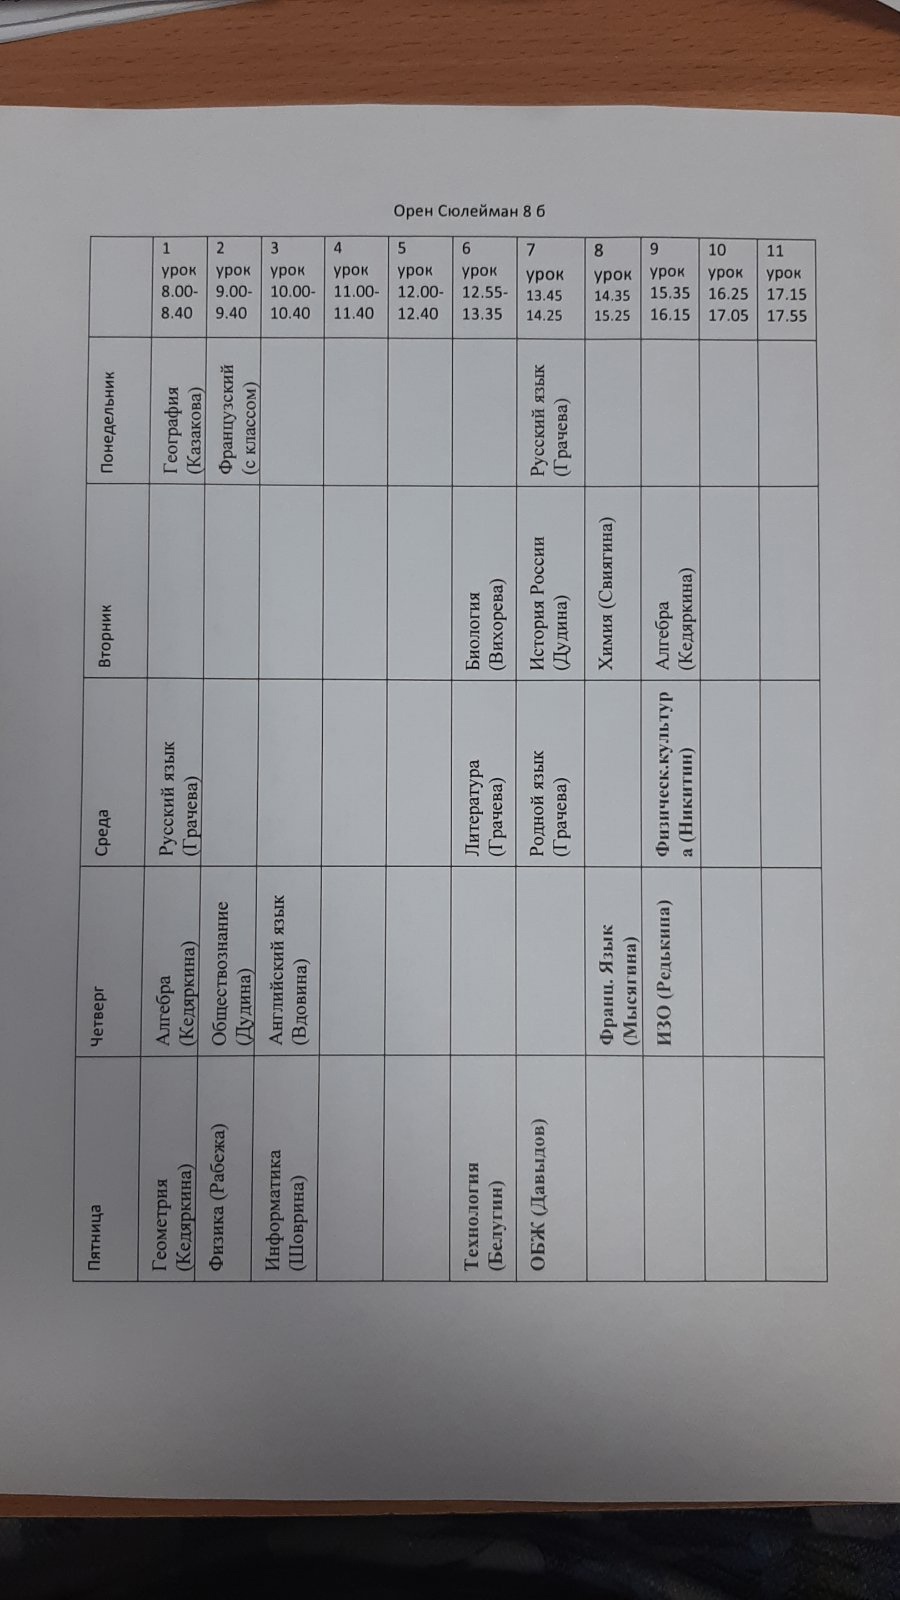 Орен Сюлейман 8 б
1
урок
8.00-
8.40
2
урок
9.00-
9.40
3
урок
10.00-
10.40
4
урок
11.00-
11.40
5
урок
12.00-
12.40
6
урок
12.55-
13.35
7
урок
13.45
14.25
8
урок
14.35
15.25
9
урок
15.35
16.15
10
урок
16.25
17.05
11
урок
17.15
17.55
Понедельник
География
(Казакова)
Французский
(с классом)
Русский язык
(Грачева)
Вторник
Биология
(Вихорева)
История России
(Дудина)
Химия (Свиягина)
Алгебра
(Кедяркина)
Среда
Русский язык
(Грачева)
Литература
(Грачева)
Родной язык
(Грачева)
Физическ.культур
а (Никитин)
Четверг
Алгебра
(Кедяркина)
Обществознание
(Дудина)
Английский язык
(Вдовина)
Франц. Язык
(Мысягина)
ИЗО (Редькина)
Пятница
Геометрия
(Кедяркина)
Физика (Рабежа)
Информатика
(Шоврина)
Технология
(Белугин)
ОБЖ (Давыдов)